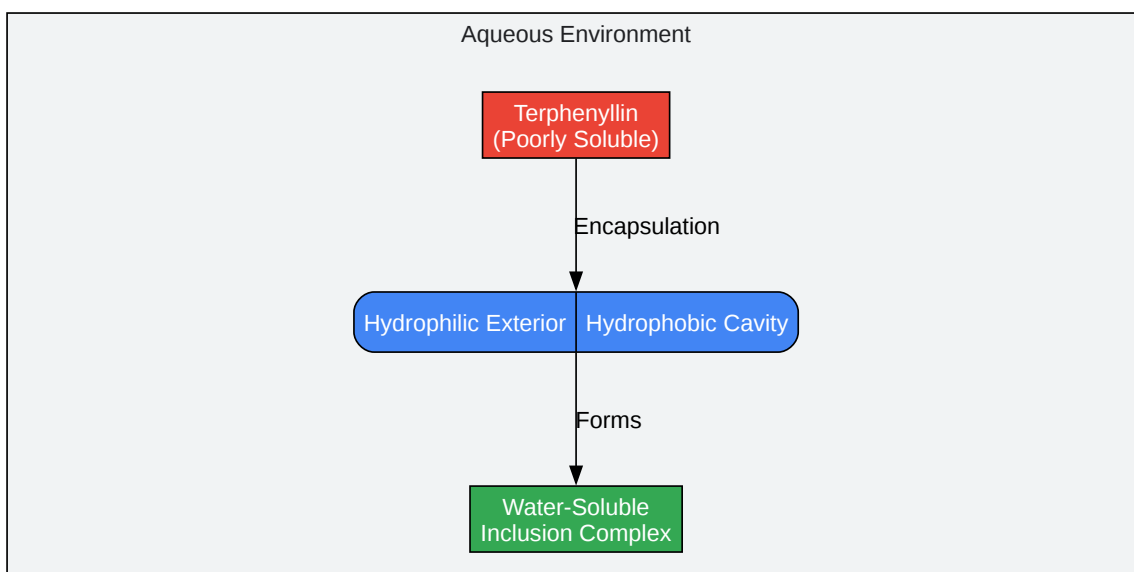 Aqueous Environment
Terphenyllin
(Poorly Soluble)
Encapsulation
Hydrophilic Exterior
Hydrophobic Cavity
Forms
Water-Soluble
Inclusion Complex